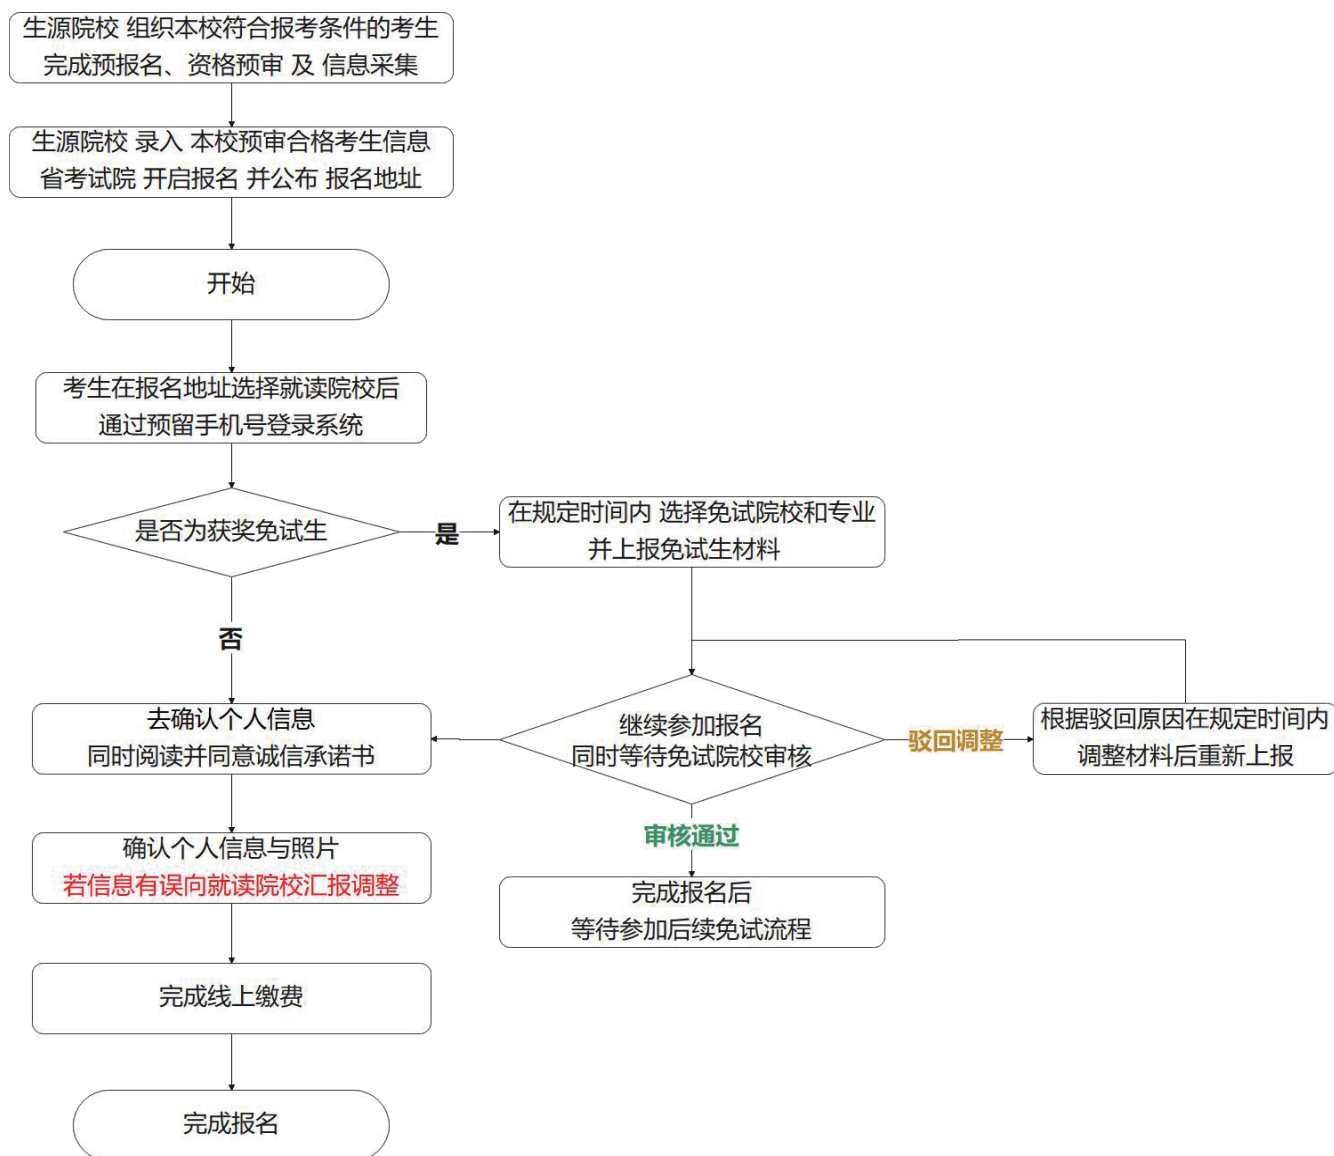 生源院校 组织本校符合报考条件的考生
完成预报名、资格预审 及 信息采集
生源院校 录入 本校预审合格考生信息
省考试院 开启报名 并公布 报名地址
开始
考生在报名地址选择就读院校后
通过预留手机号登录系统
是否为获奖免试生
是
在规定时间内 选择免试院校和专业
并上报免试生材料
否
去确认个人信息
同时阅读并同意诚信承诺书
继续参加报名
同时等待免试院校审核
驳回调整
根据驳回原因在规定时间内
调整材料后重新上报
审核通过
确认个人信息与照片
若信息有误向就读院校汇报调整
完成报名后
等待参加后续免试流程
完成线上缴费
完成报名